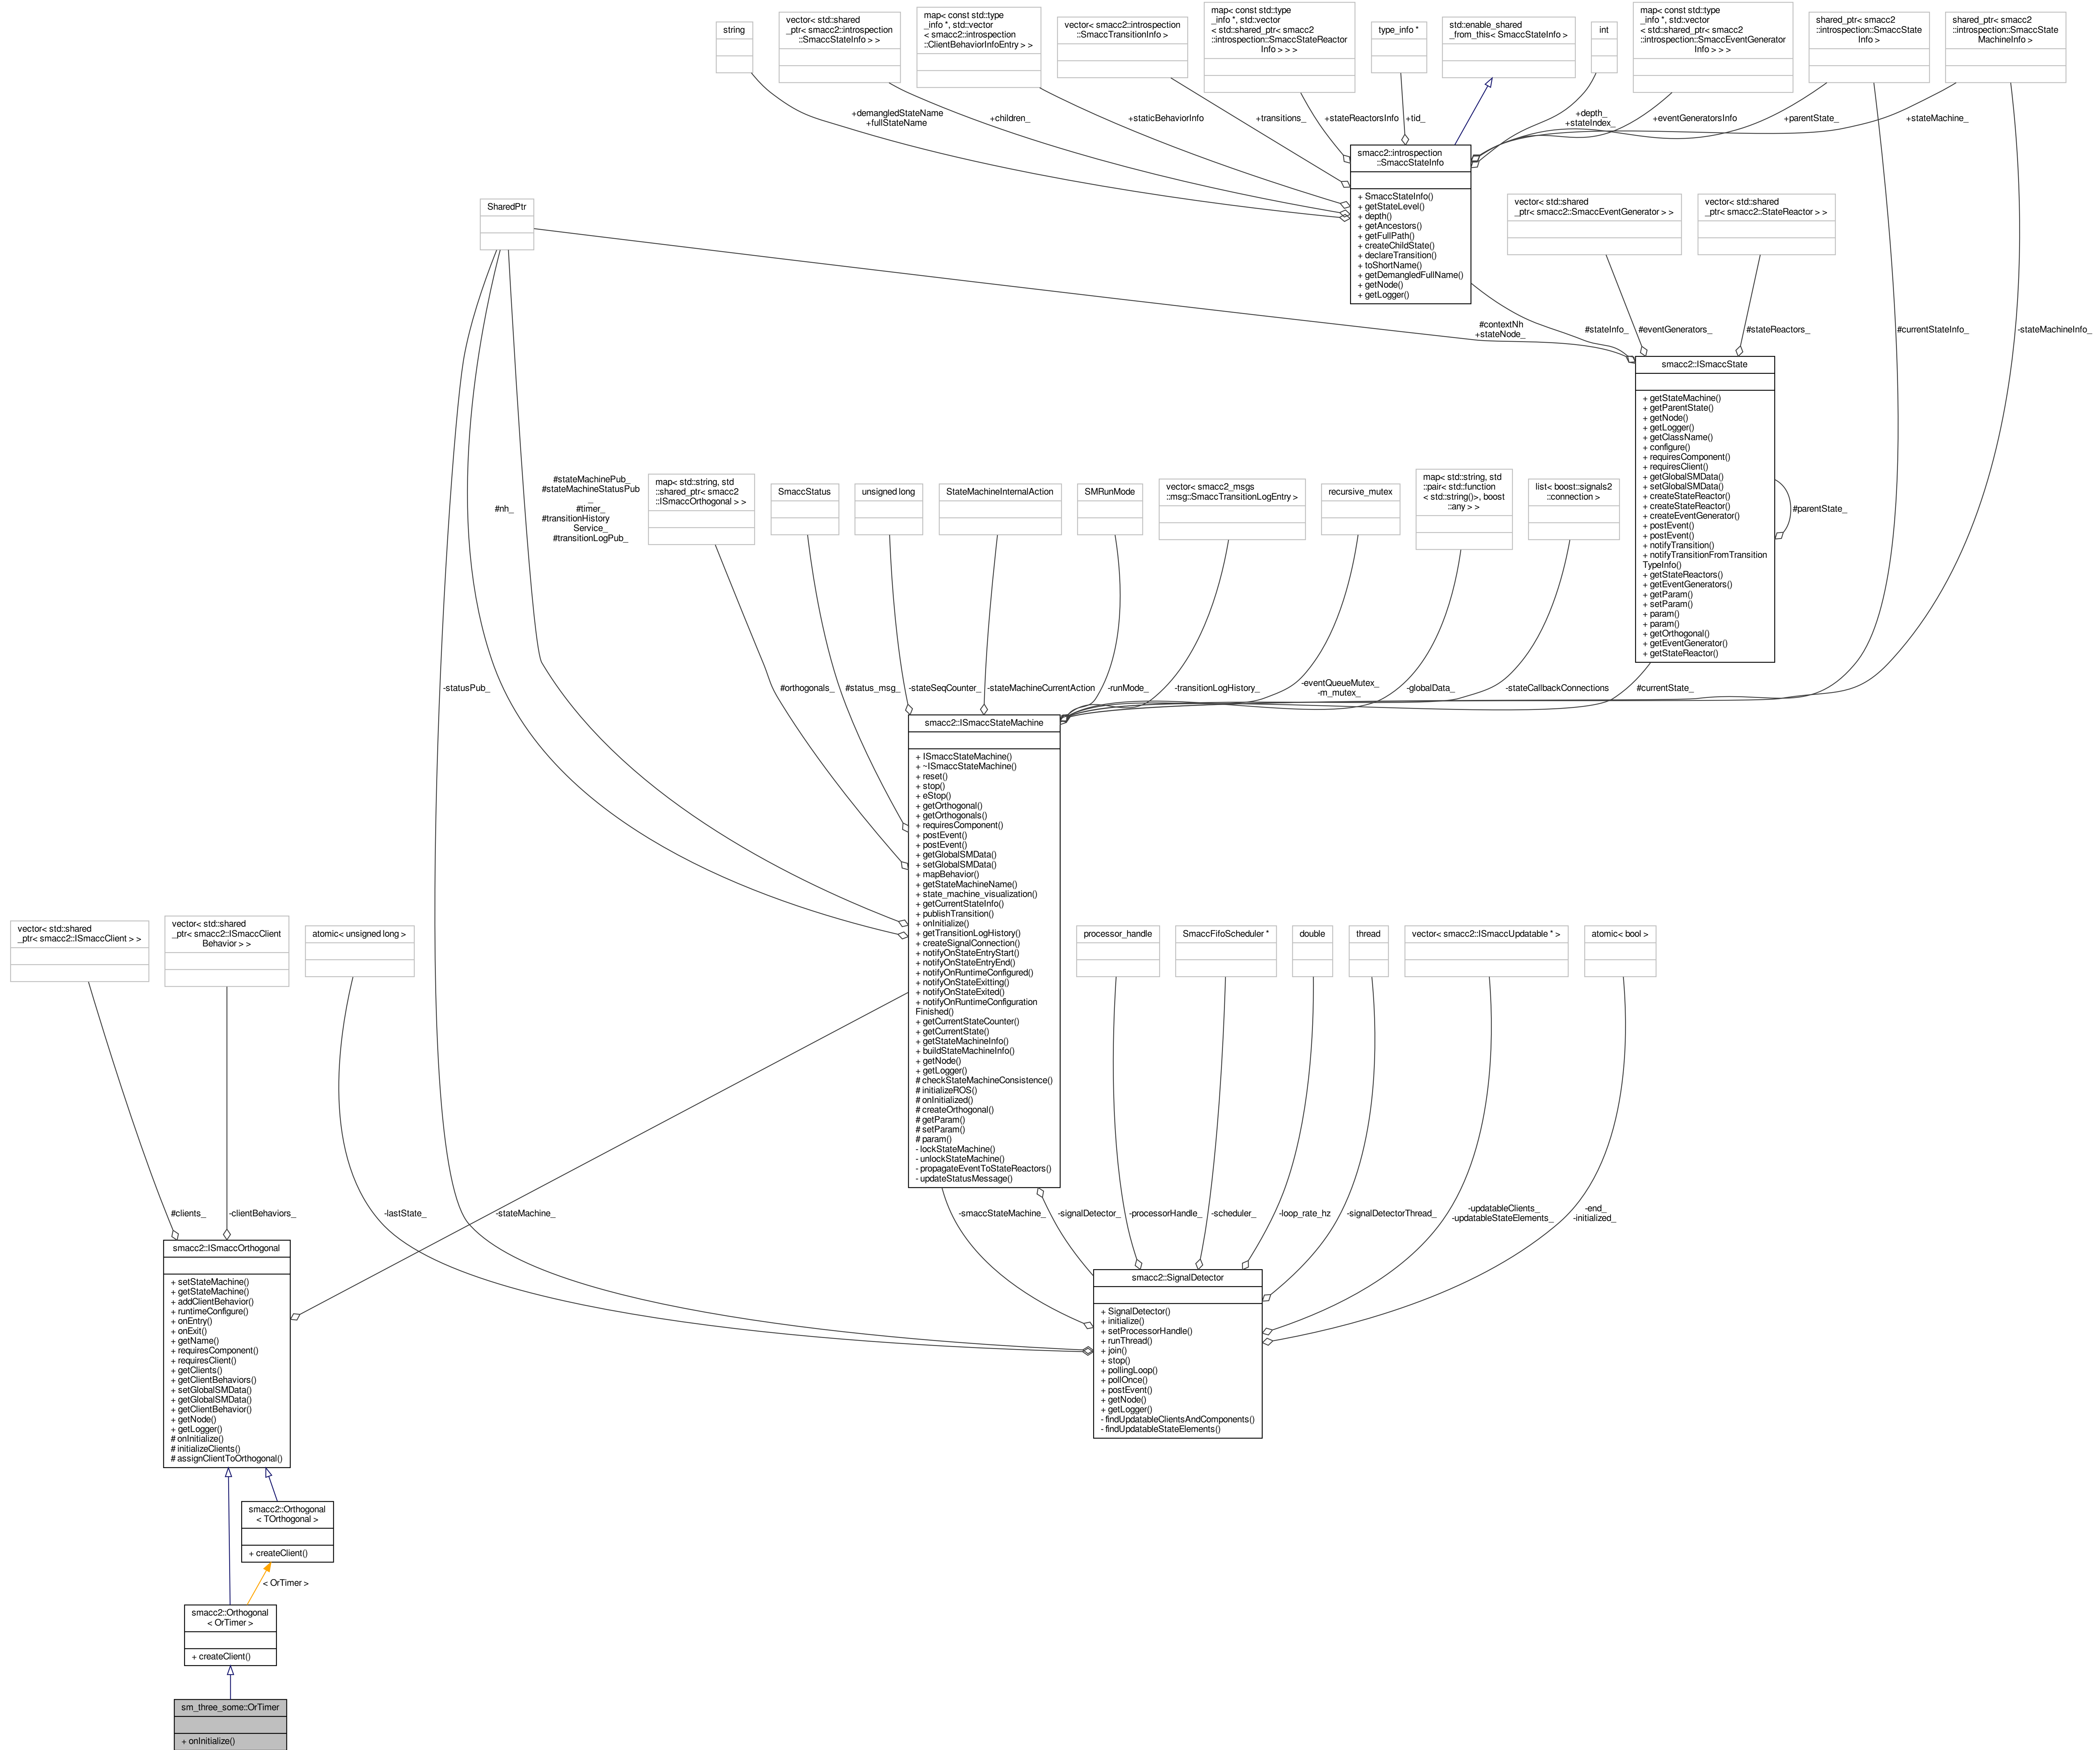 string
vector< std::shared
_ptr< smacc2::introspection
::SmaccStateInfo > >
map< const std::type
_info *, std::vector
< smacc2::introspection
::ClientBehaviorInfoEntry > >
vector< smacc2::introspection
::SmaccTransitionInfo >
map< const std::type
_info *, std::vector
< std::shared_ptr< smacc2
::introspection::SmaccStateReactor
Info > > >
type_info *
std::enable_shared
_from_this< SmaccStateInfo >
int
map< const std::type
_info *, std::vector
< std::shared_ptr< smacc2
::introspection::SmaccEventGenerator
Info > > >
shared_ptr< smacc2
::introspection::SmaccState
Info >
shared_ptr< smacc2
::introspection::SmaccState
MachineInfo >
+demangledStateName
+fullStateName
+children_
+staticBehaviorInfo
+transitions_
+stateReactorsInfo
+tid_
+depth_
+stateIndex_
+eventGeneratorsInfo
+parentState_
+stateMachine_
smacc2::introspection
::SmaccStateInfo
+ SmaccStateInfo()
+ getStateLevel()
+ depth()
+ getAncestors()
+ getFullPath()
+ createChildState()
+ declareTransition()
+ toShortName()
+ getDemangledFullName()
+ getNode()
+ getLogger()
SharedPtr
vector< std::shared
_ptr< smacc2::SmaccEventGenerator > >
vector< std::shared
_ptr< smacc2::StateReactor > >
#contextNh
+stateNode_
#stateInfo_
#eventGenerators_
#stateReactors_
#currentStateInfo_
-stateMachineInfo_
smacc2::ISmaccState
+ getStateMachine()
+ getParentState()
+ getNode()
+ getLogger()
+ getClassName()
+ configure()
+ requiresComponent()
+ requiresClient()
+ getGlobalSMData()
+ setGlobalSMData()
+ createStateReactor()
+ createStateReactor()
+ createEventGenerator()
+ postEvent()
+ postEvent()
+ notifyTransition()
+ notifyTransitionFromTransition
TypeInfo()
+ getStateReactors()
+ getEventGenerators()
+ getParam()
+ setParam()
+ param()
+ param()
+ getOrthogonal()
+ getEventGenerator()
+ getStateReactor()
#parentState_
#nh_
#stateMachinePub_
#stateMachineStatusPub
_
#timer_
#transitionHistory
Service_
#transitionLogPub_
map< std::string, std
::shared_ptr< smacc2
::ISmaccOrthogonal > >
SmaccStatus
unsigned long
StateMachineInternalAction
SMRunMode
vector< smacc2_msgs
::msg::SmaccTransitionLogEntry >
recursive_mutex
map< std::string, std
::pair< std::function
< std::string()>, boost
::any > >
list< boost::signals2
::connection >
-statusPub_
#orthogonals_
#status_msg_
-stateSeqCounter_
-stateMachineCurrentAction
-runMode_
-transitionLogHistory_
-eventQueueMutex_
-m_mutex_
-globalData_
-stateCallbackConnections
#currentState_
smacc2::ISmaccStateMachine
+ ISmaccStateMachine()
+ ~ISmaccStateMachine()
+ reset()
+ stop()
+ eStop()
+ getOrthogonal()
+ getOrthogonals()
+ requiresComponent()
+ postEvent()
+ postEvent()
+ getGlobalSMData()
+ setGlobalSMData()
+ mapBehavior()
+ getStateMachineName()
+ state_machine_visualization()
+ getCurrentStateInfo()
+ publishTransition()
+ onInitialize()
+ getTransitionLogHistory()
+ createSignalConnection()
+ notifyOnStateEntryStart()
+ notifyOnStateEntryEnd()
+ notifyOnRuntimeConfigured()
+ notifyOnStateExitting()
+ notifyOnStateExited()
+ notifyOnRuntimeConfiguration
Finished()
+ getCurrentStateCounter()
+ getCurrentState()
+ getStateMachineInfo()
+ buildStateMachineInfo()
+ getNode()
+ getLogger()
# checkStateMachineConsistence()
# initializeROS()
# onInitialized()
# createOrthogonal()
# getParam()
# setParam()
# param()
- lockStateMachine()
- unlockStateMachine()
- propagateEventToStateReactors()
- updateStatusMessage()
vector< std::shared
_ptr< smacc2::ISmaccClient > >
vector< std::shared
_ptr< smacc2::ISmaccClient
Behavior > >
atomic< unsigned long >
processor_handle
SmaccFifoScheduler *
double
thread
vector< smacc2::ISmaccUpdatable * >
atomic< bool >
#clients_
-clientBehaviors_
-lastState_
-stateMachine_
-smaccStateMachine_
-signalDetector_
-processorHandle_
-scheduler_
-loop_rate_hz
-signalDetectorThread_
-updatableClients_
-updatableStateElements_
-end_
-initialized_
smacc2::ISmaccOrthogonal
+ setStateMachine()
+ getStateMachine()
+ addClientBehavior()
+ runtimeConfigure()
+ onEntry()
+ onExit()
+ getName()
+ requiresComponent()
+ requiresClient()
+ getClients()
+ getClientBehaviors()
+ setGlobalSMData()
+ getGlobalSMData()
+ getClientBehavior()
+ getNode()
+ getLogger()
# onInitialize()
# initializeClients()
# assignClientToOrthogonal()
smacc2::SignalDetector
+ SignalDetector()
+ initialize()
+ setProcessorHandle()
+ runThread()
+ join()
+ stop()
+ pollingLoop()
+ pollOnce()
+ postEvent()
+ getNode()
+ getLogger()
- findUpdatableClientsAndComponents()
- findUpdatableStateElements()
smacc2::Orthogonal
< TOrthogonal >
+ createClient()
< OrTimer >
smacc2::Orthogonal
< OrTimer >
+ createClient()
sm_three_some::OrTimer
+ onInitialize()